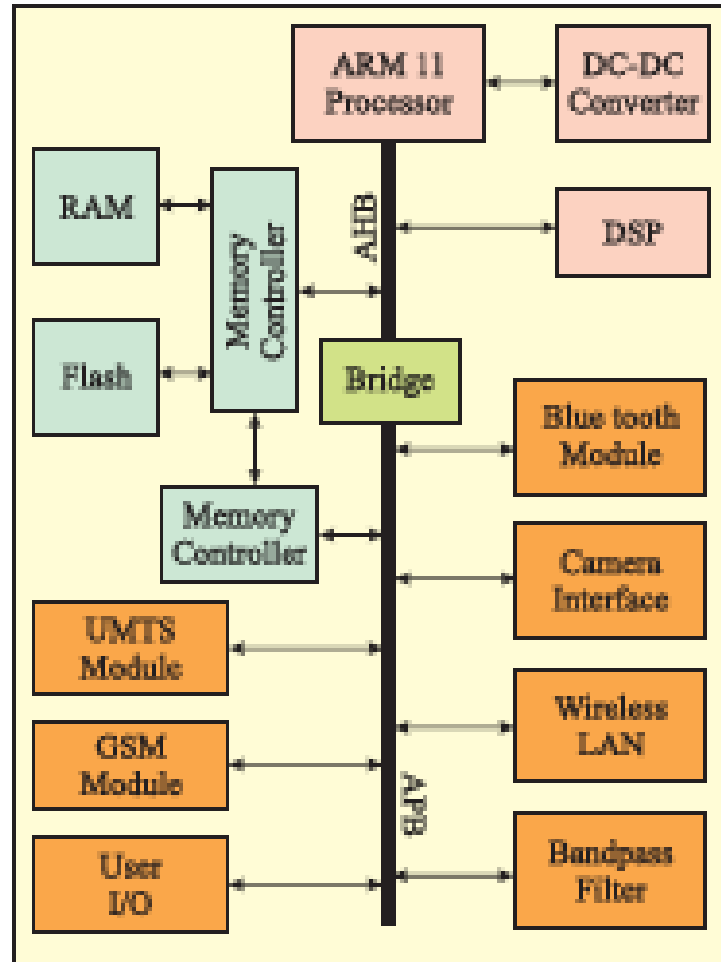 ARM 11
Processor
DC-DC
Converter
RAM
Memory
Controller
AHB
DSP
Flash
Bridge
Blue tooth
Module
Memory
Controller
Camera
Interface
UMTS
Module
Wireless
LAN
GSM
Module
APB
User
I/O
Bandpass
Filter